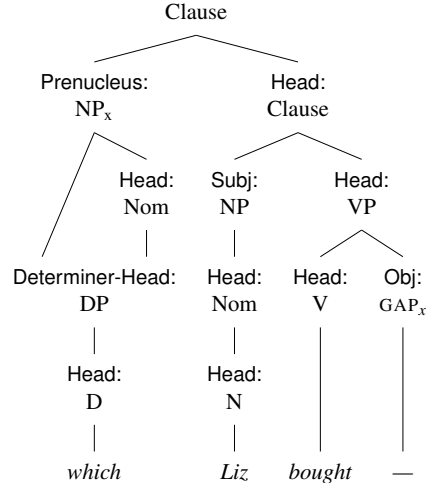 Clause
Prenucleus: Head:
NPₓ Clause
Head: Subj: Head:
Nom NP VP
Determiner-Head: Head: Head: Obj:
DP Nom V GAPₓ
Head: Head:
D N
which Liz bought —